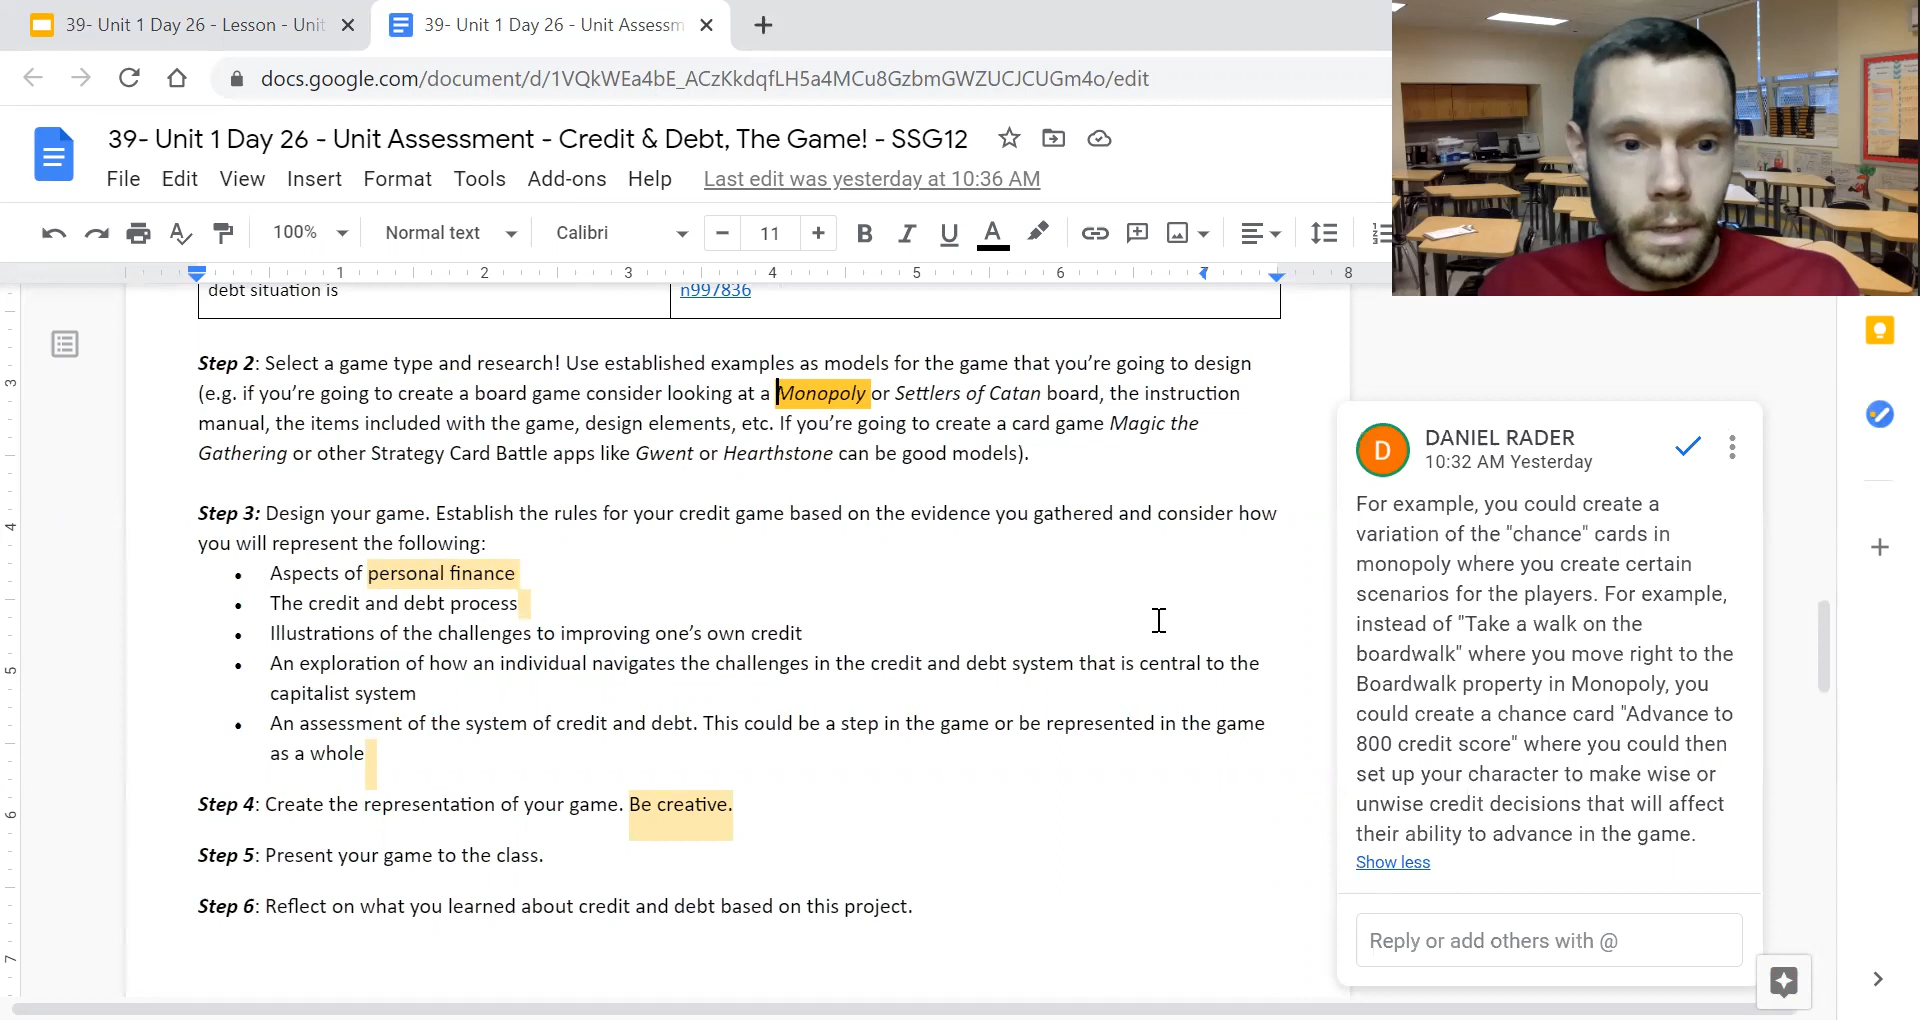 39- Unit 1 Day 26 - Lesson - Unit
39- Unit 1 Day 26 - Unit Assessm
docs.google.com/document/d/1VQkWEa4bE_ACzKkdqfLH5a4MCu8GzbmGWZUCJCUGm4o/edit
39- Unit 1 Day 26 - Unit Assessment - Credit & Debt, The Game! - SSG12
File Edit View Insert Format Tools Add-ons Help Last edit was yesterday at 10:36 AM
100% Normal text Calibri 11 B I U A
1 2 3 4 5 6 7 8
debt situation is
n997836
Step 2: Select a game type and research! Use established examples as models for the game that you’re going to design
(e.g. if you’re going to create a board game consider looking at a Monopoly or Settlers of Catan board, the instruction
manual, the items included with the game, design elements, etc. If you’re going to create a card game Magic the
Gathering or other Strategy Card Battle apps like Gwent or Hearthstone can be good models).
Step 3: Design your game. Establish the rules for your credit game based on the evidence you gathered and consider how
you will represent the following:
• Aspects of personal finance
• The credit and debt process
• Illustrations of the challenges to improving one’s own credit
• An exploration of how an individual navigates the challenges in the credit and debt system that is central to the
capitalist system
• An assessment of the system of credit and debt. This could be a step in the game or be represented in the game
as a whole
Step 4: Create the representation of your game. Be creative.
Step 5: Present your game to the class.
Step 6: Reflect on what you learned about credit and debt based on this project.
3
4
5
6
7
D
DANIEL RADER
10:32 AM Yesterday
For example, you could create a
variation of the "chance" cards in
monopoly where you create certain
scenarios for the players. For example,
instead of "Take a walk on the
boardwalk" where you move right to the
Boardwalk property in Monopoly, you
could create a chance card "Advance to
800 credit score" where you could then
set up your character to make wise or
unwise credit decisions that will affect
their ability to advance in the game.
Show less
Reply or add others with @